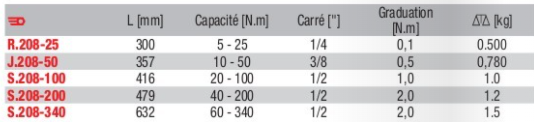 L [mm] Capacité [N.m] Carré ["] Graduation [N.m] [kg]
R.208-25 300 5 - 25 1/4 0,1 0.500
J.208-50 357 10 - 50 3/8 0,5 0,780
S.208-100 416 20 - 100 1/2 1,0 1.0
S.208-200 479 40 - 200 1/2 2,0 1.2
S.208-340 632 60 - 340 1/2 2,0 1.5